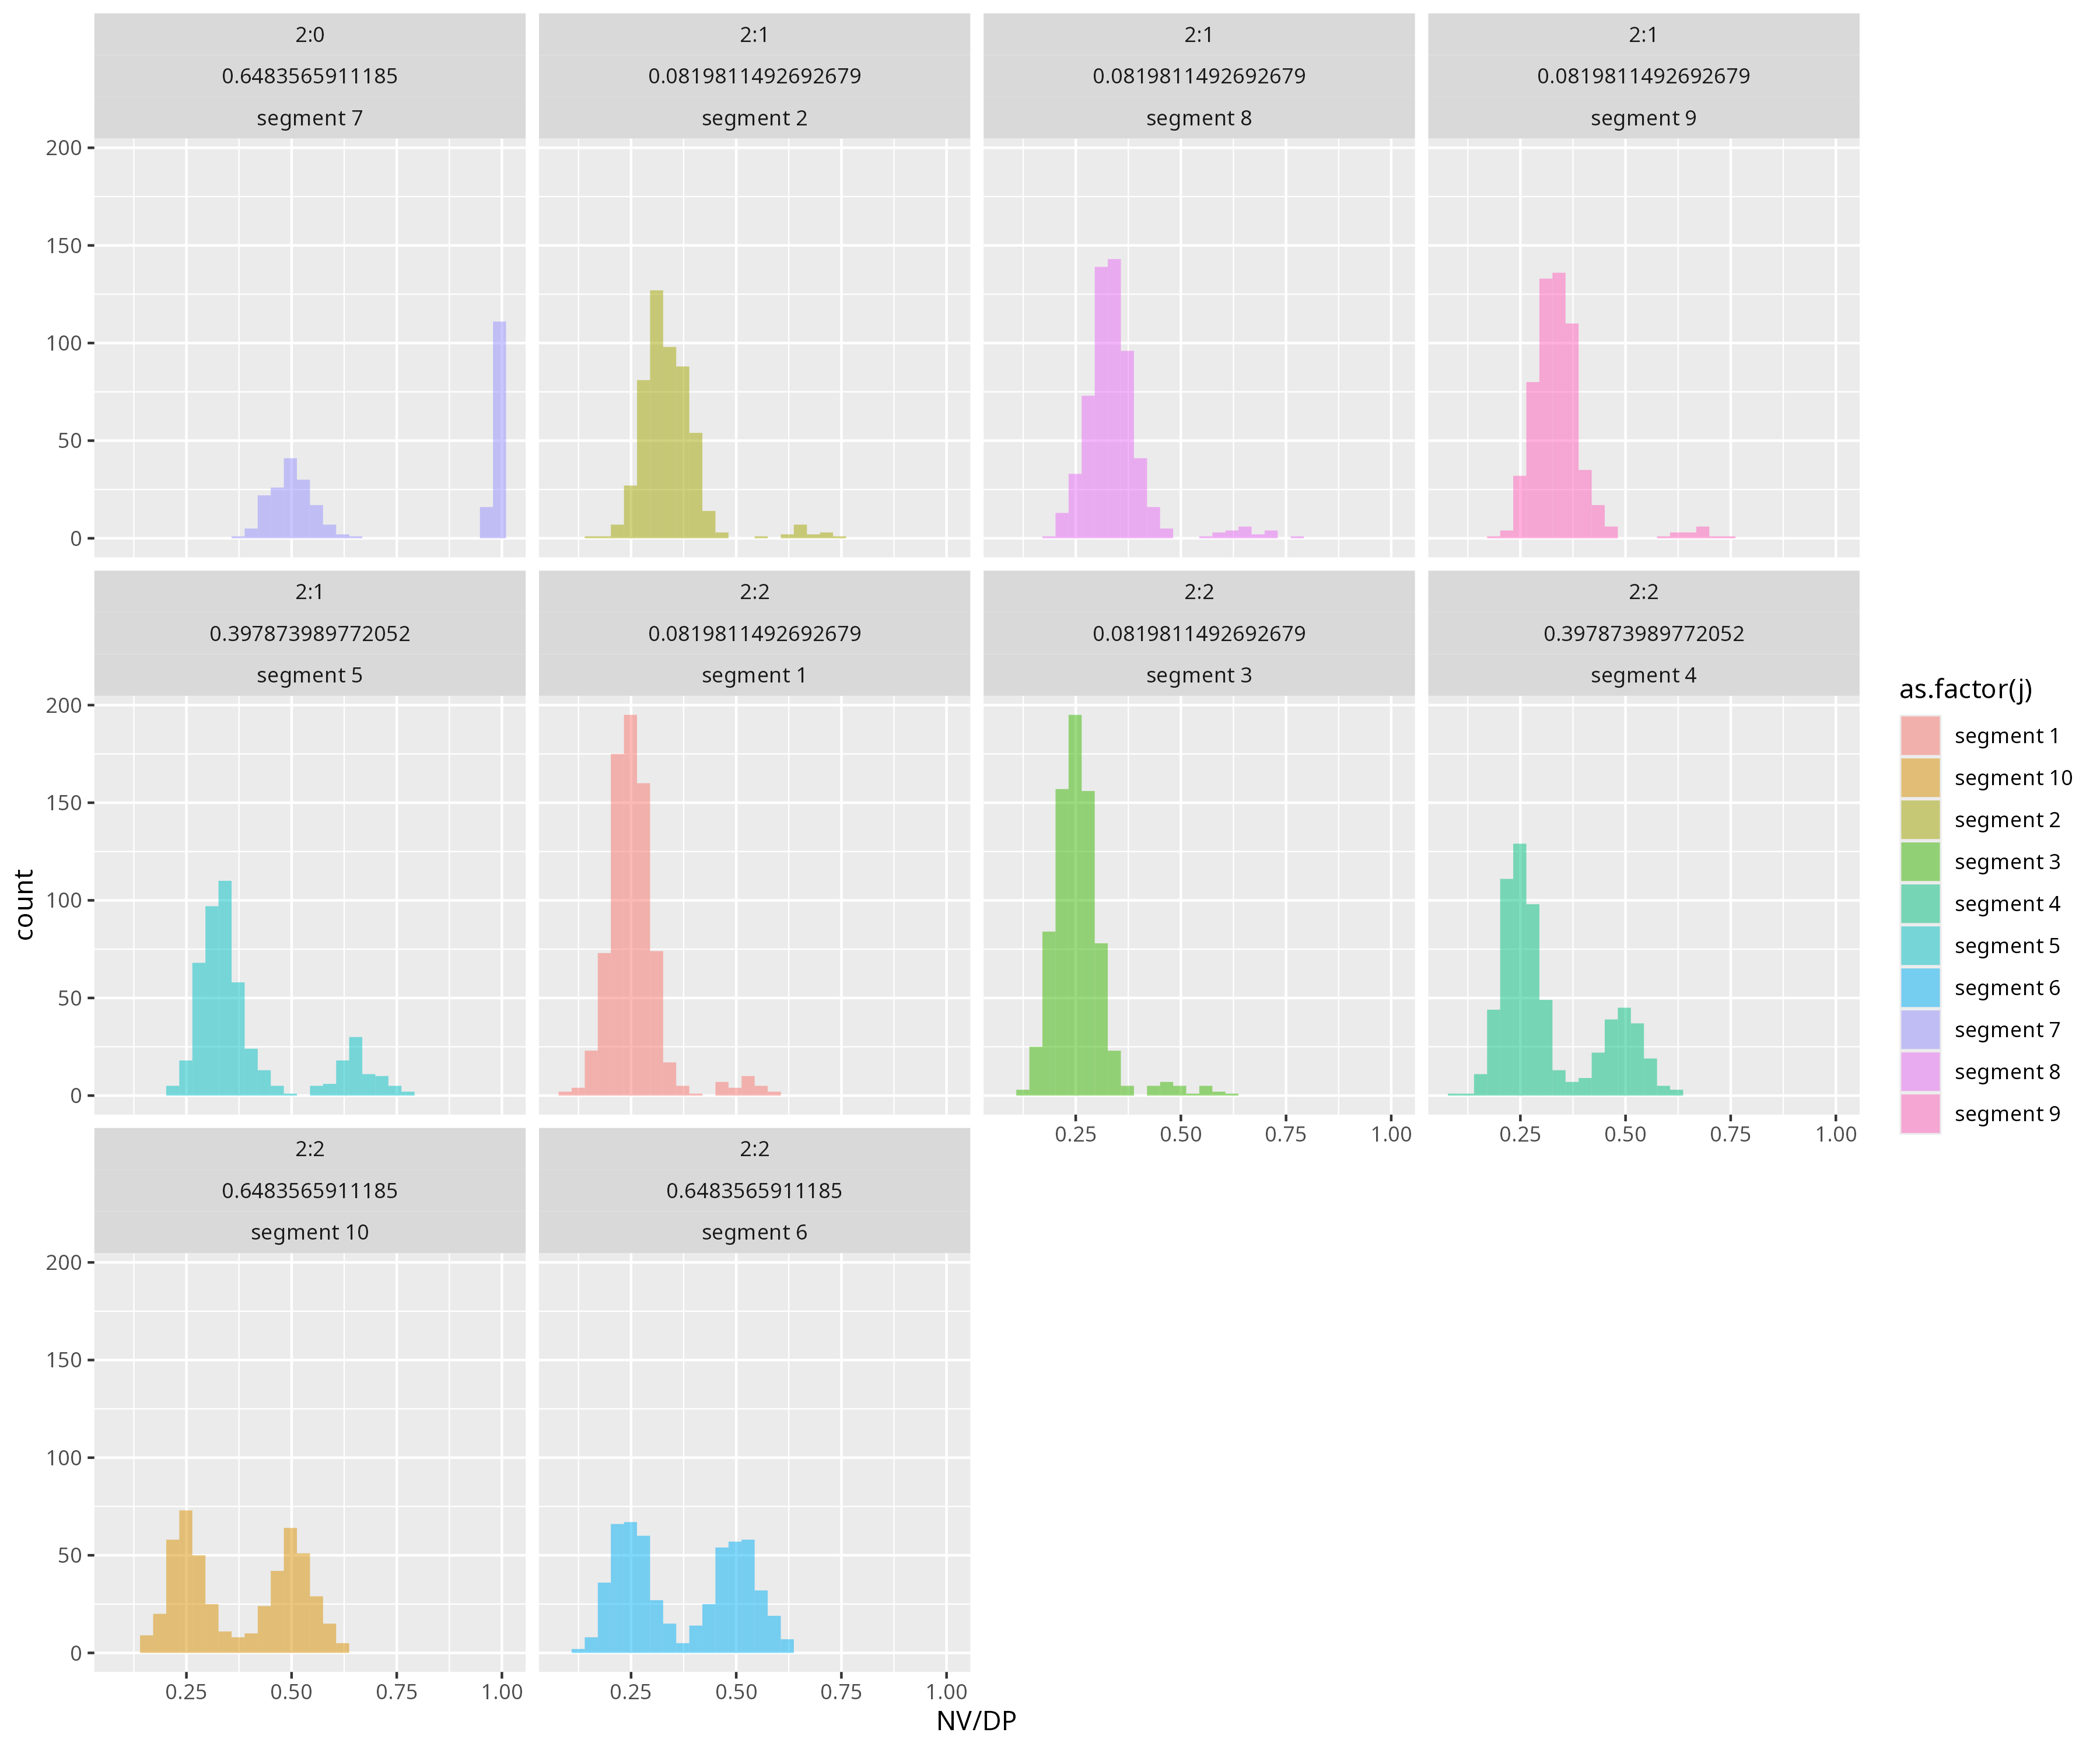 2:0
0.6483565911185
segment 7
2:1
0.0819811492692679
segment 2
2:1
0.0819811492692679
segment 8
2:1
0.0819811492692679
segment 9
200
150
100
50
0
2:1
0.397873989772052
segment 5
2:2
0.0819811492692679
segment 1
2:2
0.0819811492692679
segment 3
2:2
0.397873989772052
segment 4
200
150
100
50
0
0.25 0.50 0.75 1.00
0.25 0.50 0.75 1.00
2:2
0.6483565911185
segment 10
2:2
0.6483565911185
segment 6
200
150
100
50
0
0.25 0.50 0.75 1.00
0.25 0.50 0.75 1.00
NV/DP
count
as.factor(j)
segment 1
segment 10
segment 2
segment 3
segment 4
segment 5
segment 6
segment 7
segment 8
segment 9